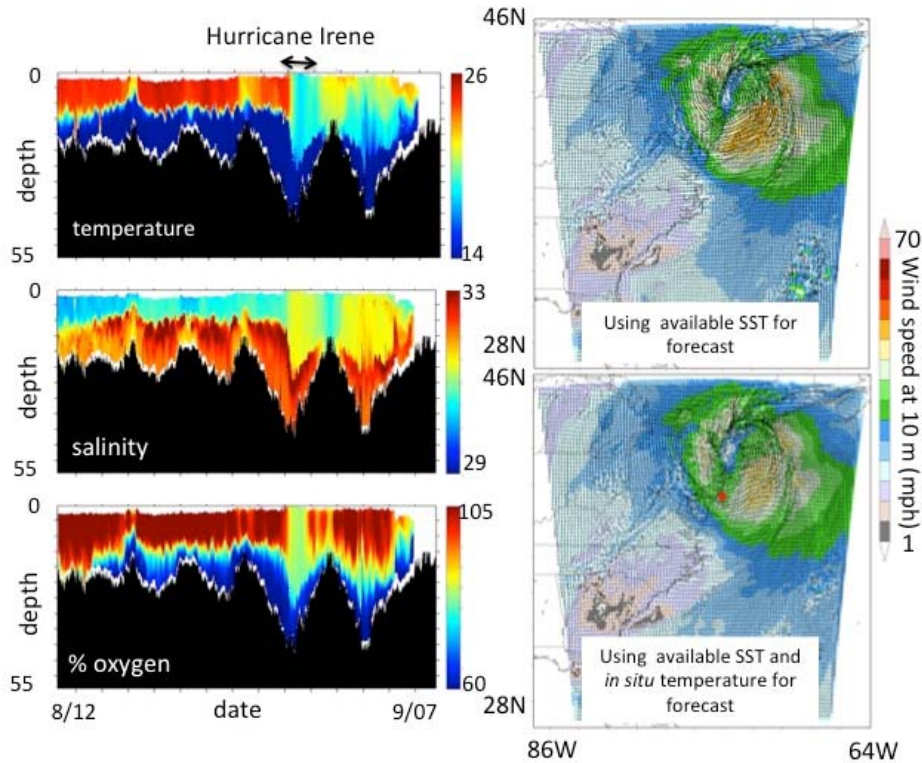 Hurricane Irene
0
26
depth
temperature
55
14
0
33
depth
salinity
55
29
0
105
depth
% oxygen
55
60
8/12
date
9/07
46N
Using available SST for
forecast
28N
46N
Using available SST and
in situ temperature for
forecast
28N
86W
64W
70
Wind speed at 10 m (mph)
1